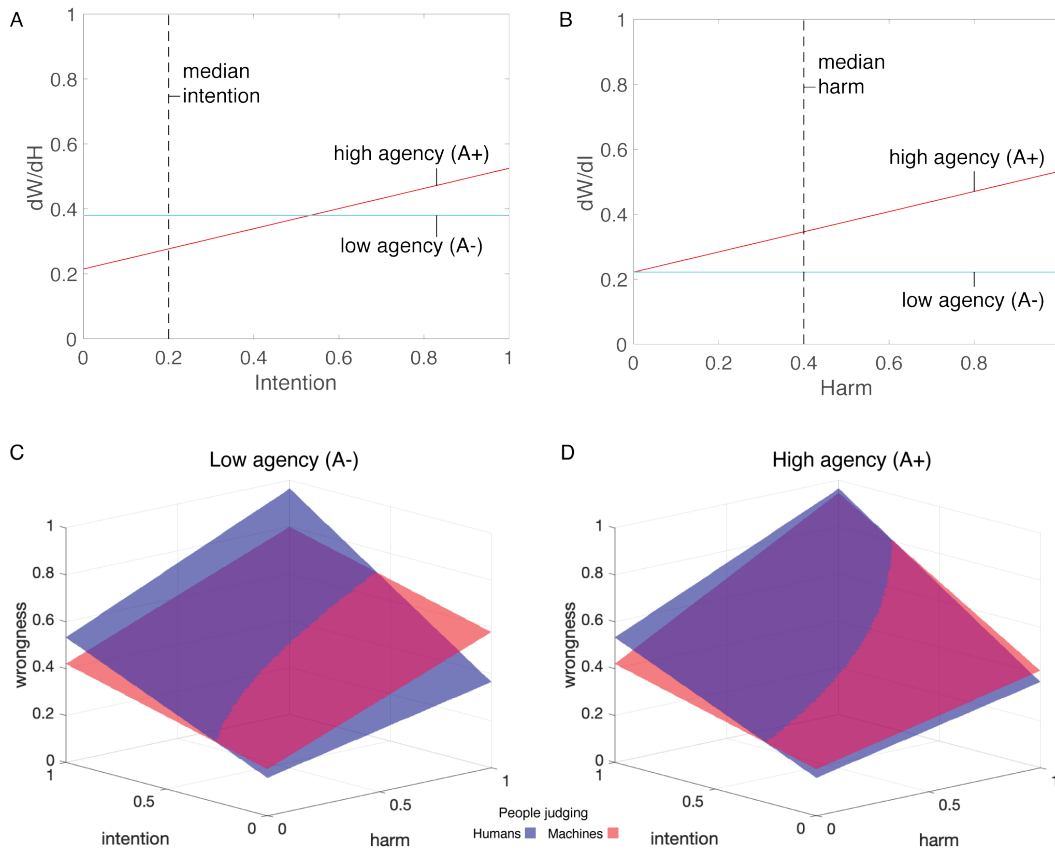 A
1
0.8
0.6
0.4
0.2
0
dW/dH
median
intention
high agency (A+)
low agency (A-)
0
0.2
0.4
0.6
0.8
1
Intention
B
1
0.8
0.6
0.4
0.2
0
dW/dI
median
harm
high agency (A+)
low agency (A-)
0
0.2
0.4
0.6
0.8
Harm
C
Low agency (A-)
1
0.8
0.6
0.4
0.2
0
wrongness
1
0.5
0
intention
0
0.5
1
harm
D
High agency (A+)
1
0.8
0.6
0.4
0.2
0
wrongness
1
0.5
0
intention
0
0.5
1
harm
People judging
Humans
Machines